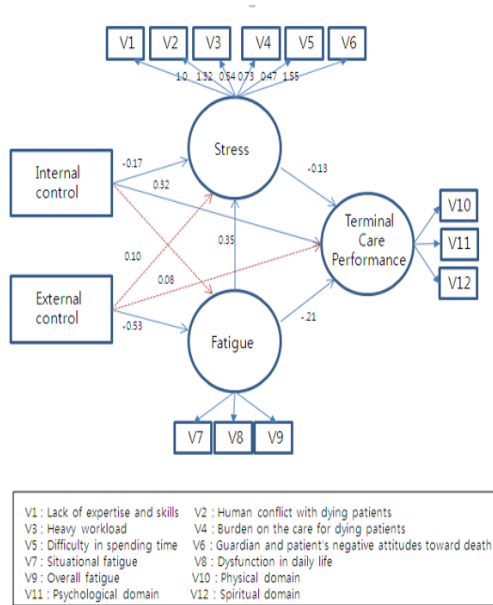 V1 V2 V3 V4 V5 V6
1.0 1.32 0.54 0.73 0.47 1.55
Stress
Internal
control
-0.17
0.32
-0.13
Terminal
Care
Performance
V10
V11
V12
0.35
0.10
0.08
External
control
-0.53
-.21
Fatigue
V7 V8 V9
V1 : Lack of expertise and skills V2 : Human conflict with dying patients
V3 : Heavy workload V4 : Burden on the care for dying patients
V5 : Difficulty in spending time V6 : Guardian and patient's negative attitudes toward death
V7 : Situational fatigue V8 : Dysfunction in daily life
V9 : Overall fatigue V10 : Physical domain
V11 : Psychological domain V12 : Spiritual domain